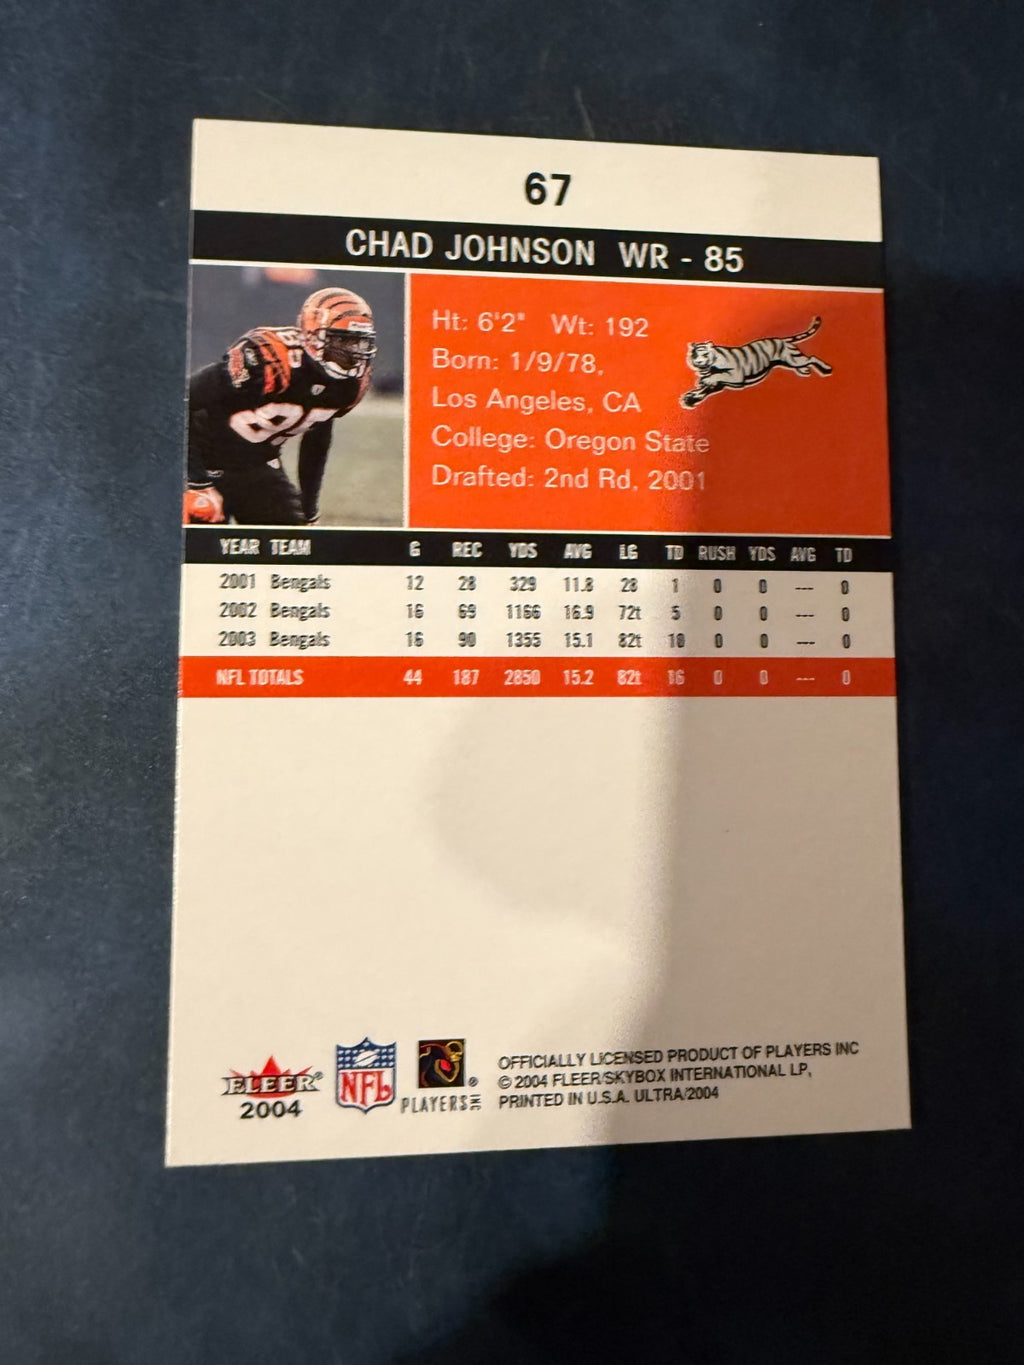 67
CHAD JOHNSON WR - 85
Ht: 6'2" Wt: 192
Born: 1/9/78,
Los Angeles, CA
College: Oregon State
Drafted: 2nd Rd, 2001
85
85
YEAR TEAM G REC YDS AVG LG TD RUSH YDS AVG TD
2001 Bengals 12 28 329 11.8 28 1 0 0 --- 0
2002 Bengals 16 69 1166 16.9 72t 5 0 0 --- 0
2003 Bengals 16 90 1355 15.1 82t 10 0 0 --- 0
NFL TOTALS 44 187 2850 15.2 82t 16 0 0 --- 0
FLEER®
2004
NFL
PLAYERS INC ®
OFFICIALLY LICENSED PRODUCT OF PLAYERS INC
© 2004 FLEER/SKYBOX INTERNATIONAL LP,
PRINTED IN U.S.A. ULTRA/2004